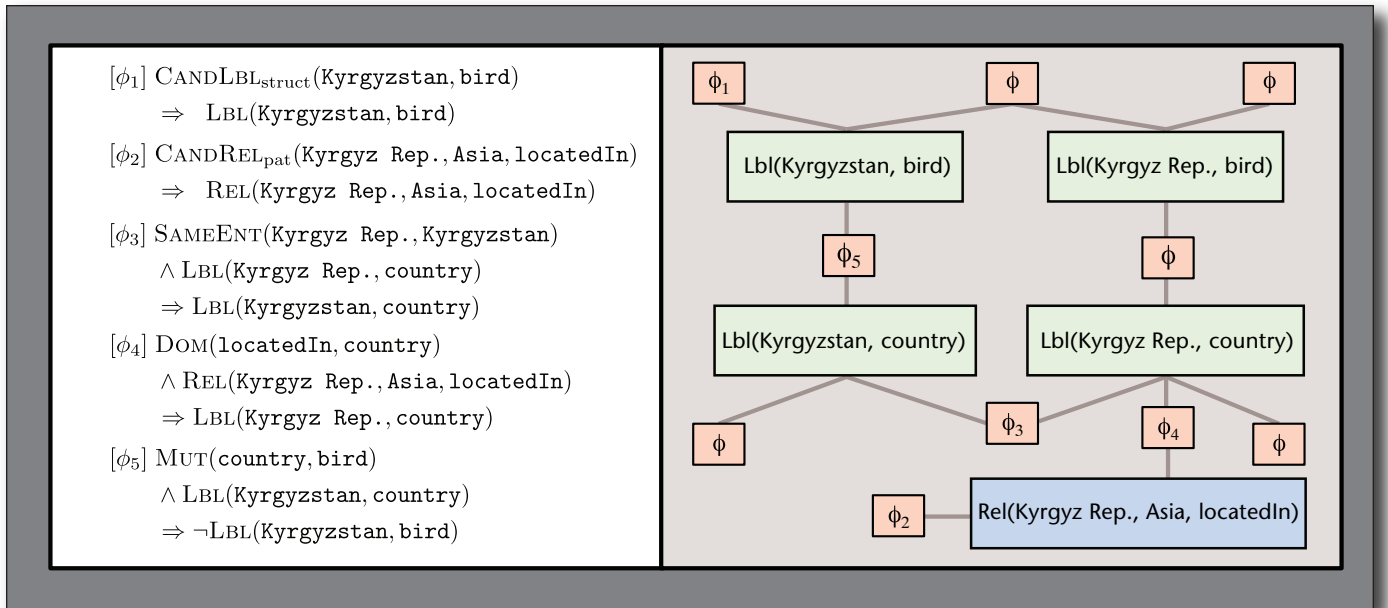 [ϕ₁] CANDLBL_struct(Kyrgyzstan, bird)
⇒ LBL(Kyrgyzstan, bird)
[ϕ₂] CANDREL_pat(Kyrgyz Rep., Asia, locatedIn)
⇒ REL(Kyrgyz Rep., Asia, locatedIn)
[ϕ₃] SAMEENT(Kyrgyz Rep., Kyrgyzstan)
∧ LBL(Kyrgyz Rep., country)
⇒ LBL(Kyrgyzstan, country)
[ϕ₄] DOM(locatedIn, country)
∧ REL(Kyrgyz Rep., Asia, locatedIn)
⇒ LBL(Kyrgyz Rep., country)
[ϕ₅] MUT(country, bird)
∧ LBL(Kyrgyzstan, country)
⇒ ¬LBL(Kyrgyzstan, bird)
ϕ₁
ϕ
ϕ
Lbl(Kyrgyzstan, bird)
Lbl(Kyrgyz Rep., bird)
ϕ₅
ϕ
Lbl(Kyrgyzstan, country)
Lbl(Kyrgyz Rep., country)
ϕ
ϕ₃
ϕ₄
ϕ
ϕ₂
Rel(Kyrgyz Rep., Asia, locatedIn)